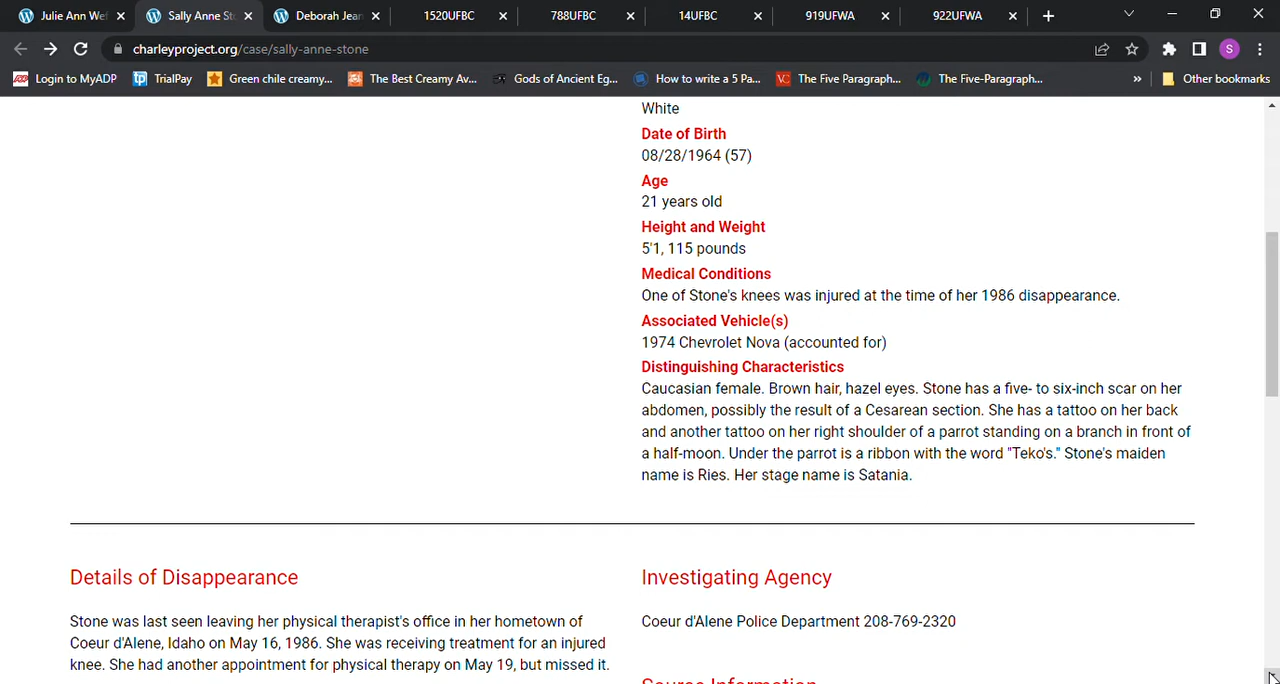 Julie Ann We
Sally Anne St
Deborah Jean
1520UFBC
788UFBC
14UFBC
919UFWA
922UFWA
charleyproject.org/case/sally-anne-stone
S
ADP
Login to MyADP
tp
TrialPay
Green chile creamy...
The Best Creamy Av...
Gods of Ancient Eg...
How to write a 5 Pa...
VC
The Five Paragraph...
The Five-Paragraph...
»
Other bookmarks
White
Date of Birth
08/28/1964 (57)
Age
21 years old
Height and Weight
5'1, 115 pounds
Medical Conditions
One of Stone's knees was injured at the time of her 1986 disappearance.
Associated Vehicle(s)
1974 Chevrolet Nova (accounted for)
Distinguishing Characteristics
Caucasian female. Brown hair, hazel eyes. Stone has a five- to six-inch scar on her
abdomen, possibly the result of a Cesarean section. She has a tattoo on her back
and another tattoo on her right shoulder of a parrot standing on a branch in front of
a half-moon. Under the parrot is a ribbon with the word "Teko's." Stone's maiden
name is Ries. Her stage name is Satania.
Details of Disappearance
Stone was last seen leaving her physical therapist's office in her hometown of
Coeur d'Alene, Idaho on May 16, 1986. She was receiving treatment for an injured
knee. She had another appointment for physical therapy on May 19, but missed it.
Investigating Agency
Coeur d'Alene Police Department 208-769-2320
Source Information